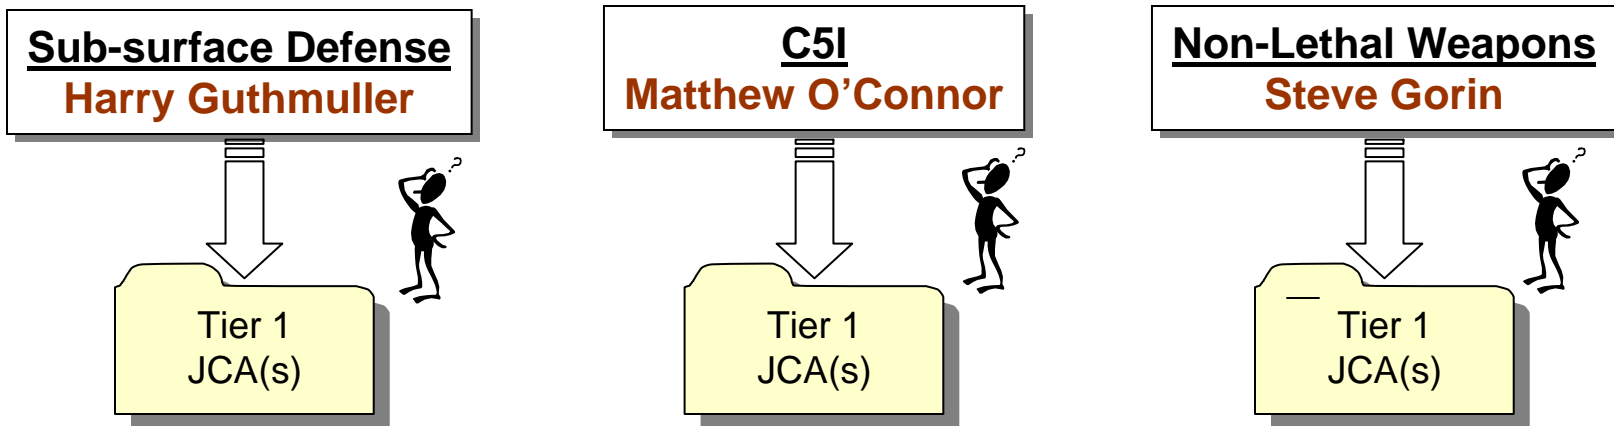 Sub-surface Defense
Harry Guthmuller
C5I
Matthew O’Connor
Non-Lethal Weapons
Steve Gorin
?
?
?
Tier 1
JCA(s)
Tier 1
JCA(s)
Tier 1
JCA(s)